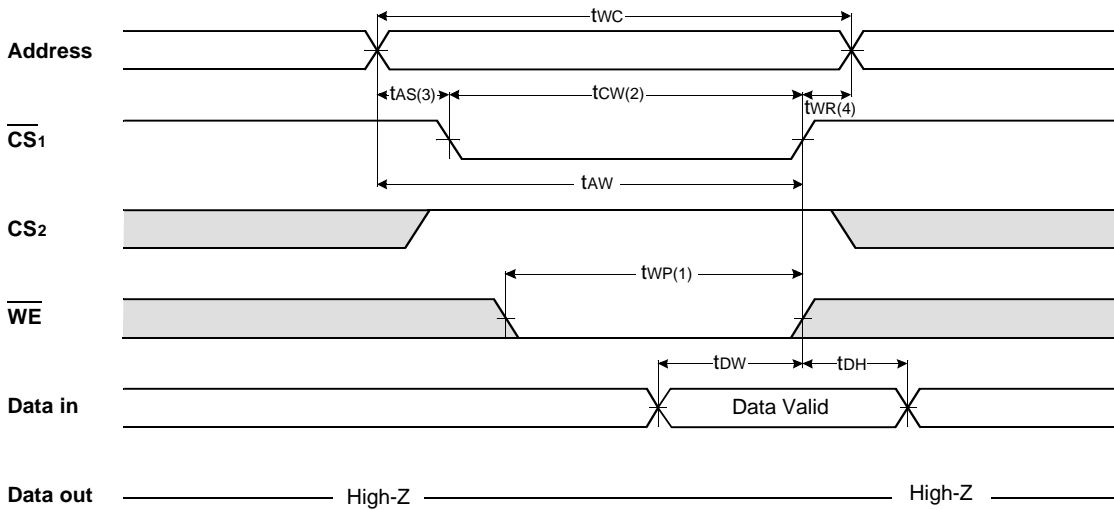 tWC
Address
tAS(3)
tCW(2)
tWR(4)
CS1
tAW
CS2
tWP(1)
WE
tDW
tDH
Data in
Data Valid
Data out
High-Z
High-Z